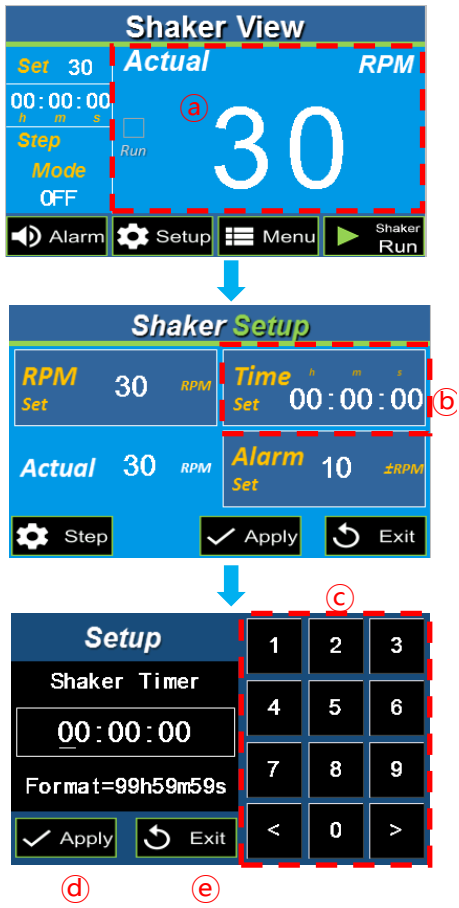 Shaker View
Set 30
00:00:00
h m s
Step
Mode
OFF
Actual RPM
ⓐ
Run
30
Alarm Setup Menu Shaker Run
Shaker Setup
RPM Set 30 RPM
Time h m s
Set 00:00:00
ⓑ
Actual 30 RPM
Alarm Set 10 ±RPM
Step Apply Exit
ⓒ
Setup
Shaker Timer
00:00:00
Format=99h59m59s
Apply Exit
1 2 3
4 5 6
7 8 9
< 0 >
ⓓ ⓔ